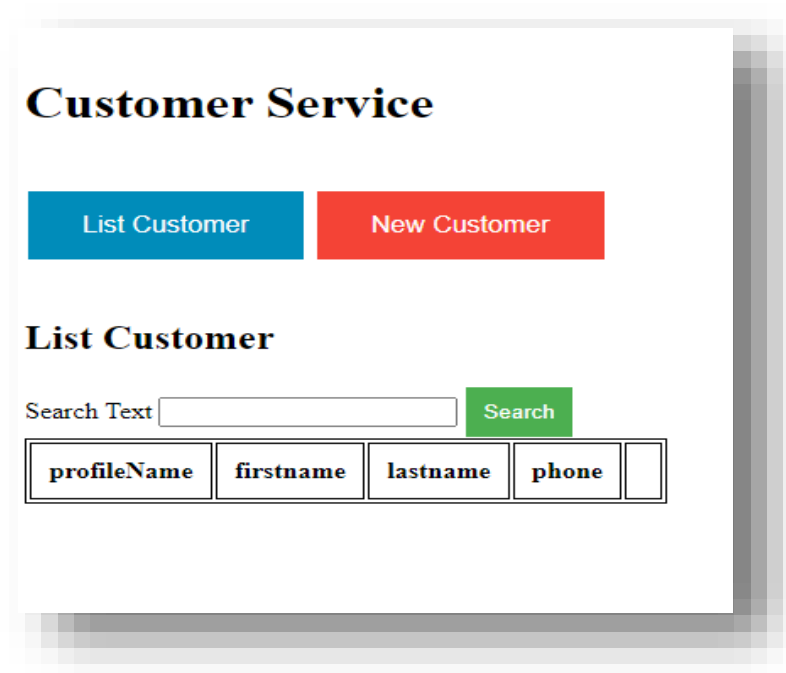 Customer Service
List Customer New Customer
List Customer
Search Text Search
profileName firstname lastname phone